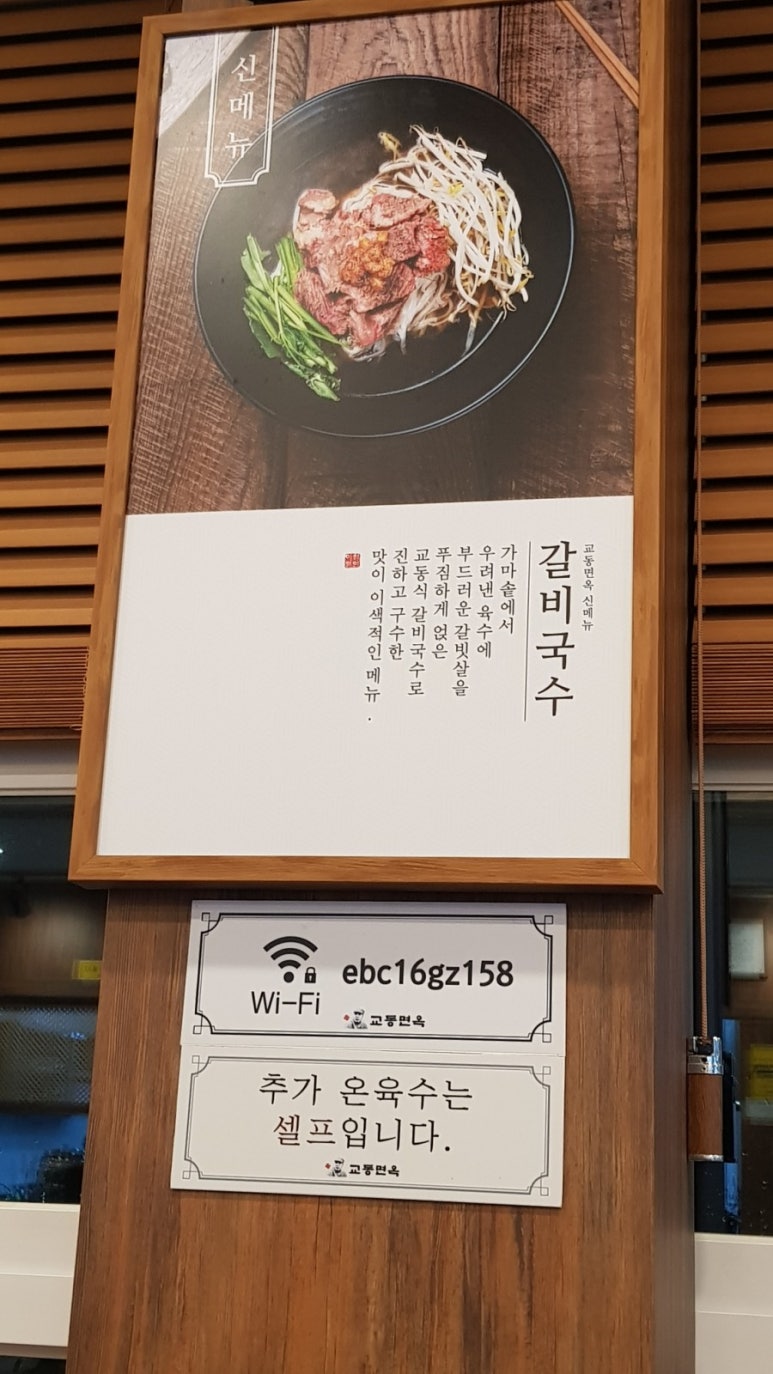 신메뉴
교동면옥 신메뉴
갈비국수
가마솥에서
우려낸 육수에
부드러운 갈빗살을
푸짐하게 얹은
교동식 갈비국수로
진하고 구수한
맛이 이색적인 메뉴.
Wi-Fi
ebc16gz158
교동면옥
추가 온육수는
셀프입니다.
교동면옥